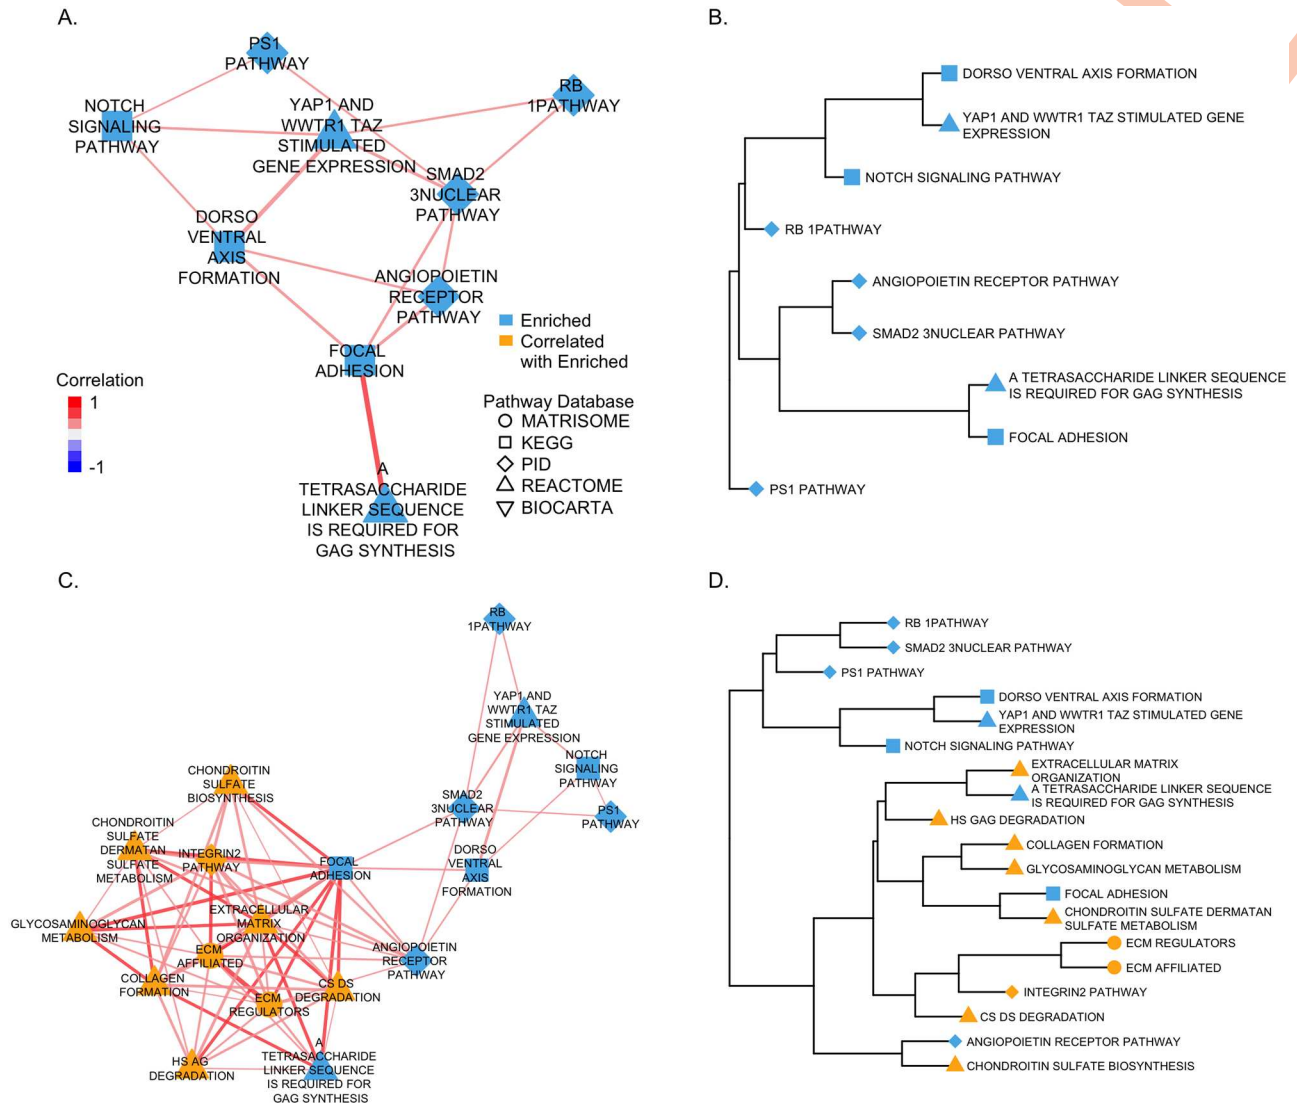 A.
PS1
PATHWAY
NOTCH
SIGNALING
PATHWAY
YAP1 AND
WWTR1 TAZ
STIMULATED
GENE EXPRESSION
RB
1PATHWAY
SMAD2
3NUCLEAR
PATHWAY
DORSO
VENTRAL
AXIS
FORMATION
ANGIOPOIETIN
RECEPTOR
PATHWAY
FOCAL
ADHESION
A
TETRASACCHARIDE
LINKER SEQUENCE
IS REQUIRED FOR
GAG SYNTHESIS
Correlation
1
-1
Enriched
Correlated
with Enriched
Pathway Database
MATRISOME
KEGG
PID
REACTOME
BIOCARTA
B.
DORSO VENTRAL AXIS FORMATION
YAP1 AND WWTR1 TAZ STIMULATED GENE
EXPRESSION
NOTCH SIGNALING PATHWAY
RB 1PATHWAY
ANGIOPOIETIN RECEPTOR PATHWAY
SMAD2 3NUCLEAR PATHWAY
A TETRASACCHARIDE LINKER SEQUENCE
IS REQUIRED FOR GAG SYNTHESIS
FOCAL ADHESION
PS1 PATHWAY
C.
RB
1PATHWAY
YAP1 AND
WWTR1 TAZ
STIMULATED
GENE EXPRESSION
NOTCH
SIGNALING
PATHWAY
SMAD2
3NUCLEAR
PATHWAY
PS1
PATHWAY
DORSO
VENTRAL
AXIS
FORMATION
CHONDROITIN
SULFATE
BIOSYNTHESIS
CHONDROITIN
SULFATE
DERMATAN
SULFATE
METABOLISM
INTEGRIN2
PATHWAY
FOCAL
ADHESION
GLYCOSAMINOGLYCAN
METABOLISM
EXTRACELLULAR
MATRIX
ORGANIZATION
ECM
AFFILIATED
ANGIOPOIETIN
RECEPTOR
PATHWAY
COLLAGEN
FORMATION
CS DS
DEGRADATION
ECM
REGULATORS
HS AG
DEGRADATION
A
TETRASACCHARIDE
LINKER SEQUENCE
IS REQUIRED FOR
GAG SYNTHESIS
D.
RB 1PATHWAY
SMAD2 3NUCLEAR PATHWAY
PS1 PATHWAY
DORSO VENTRAL AXIS FORMATION
YAP1 AND WWTR1 TAZ STIMULATED GENE
EXPRESSION
NOTCH SIGNALING PATHWAY
EXTRACELLULAR MATRIX
ORGANIZATION
A TETRASACCHARIDE LINKER SEQUENCE
IS REQUIRED FOR GAG SYNTHESIS
HS GAG DEGRADATION
COLLAGEN FORMATION
GLYCOSAMINOGLYCAN METABOLISM
FOCAL ADHESION
CHONDROITIN SULFATE DERMATAN
SULFATE METABOLISM
ECM REGULATORS
ECM AFFILIATED
INTEGRIN2 PATHWAY
CS DS DEGRADATION
ANGIOPOIETIN RECEPTOR PATHWAY
CHONDROITIN SULFATE BIOSYNTHESIS